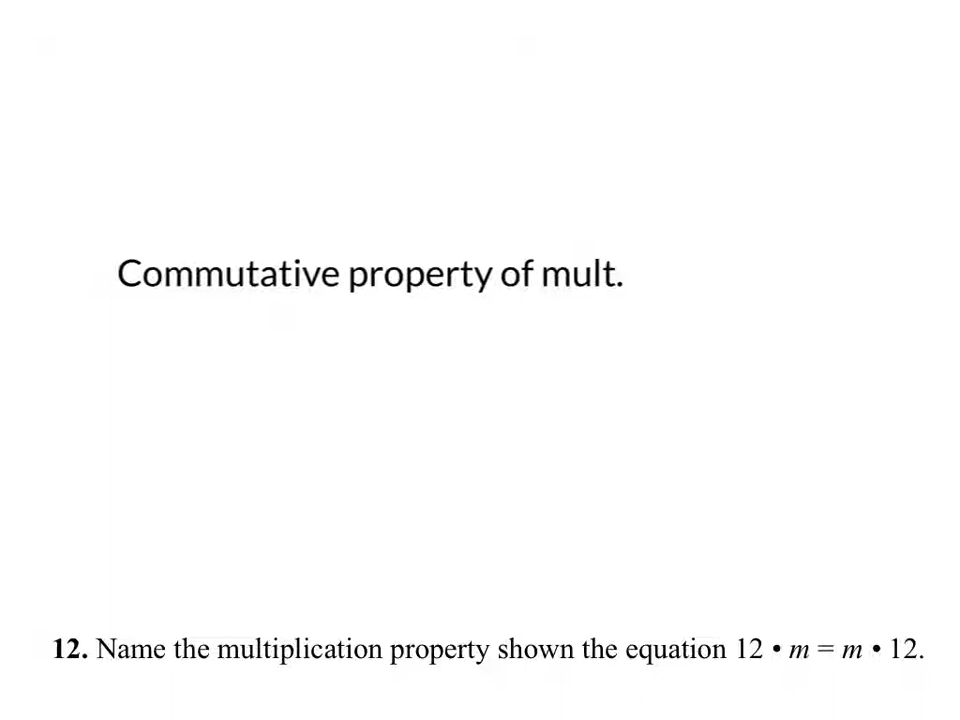 Commutative property of mult.
12. Name the multiplication property shown the equation 12 • m = m • 12.